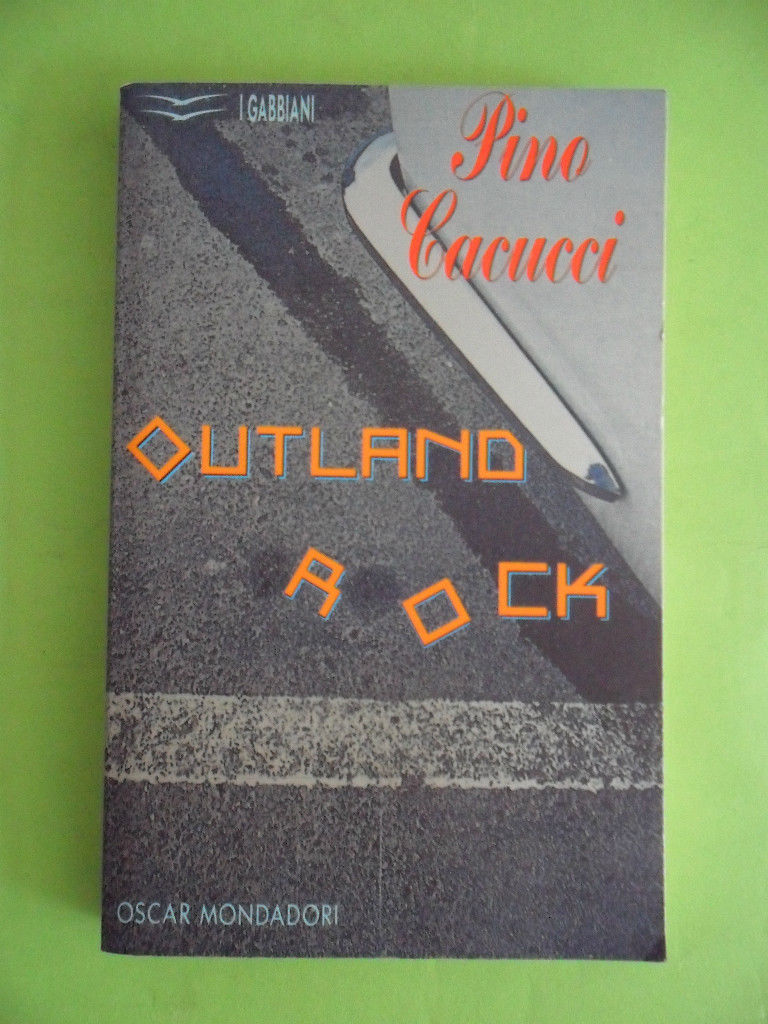 I GABBIANI
Pino
Cacucci
OUTLAND
ROCK
OSCAR MONDADORI